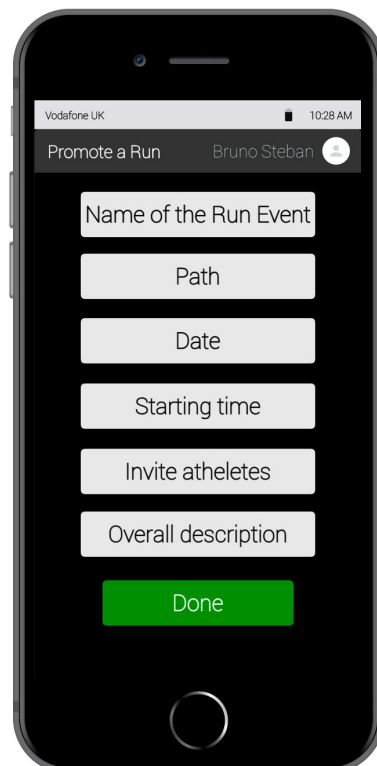 Vodafone UK 10:28 AM
Promote a Run Bruno Steban
Name of the Run Event
Path
Date
Starting time
Invite atheletes
Overall description
Done